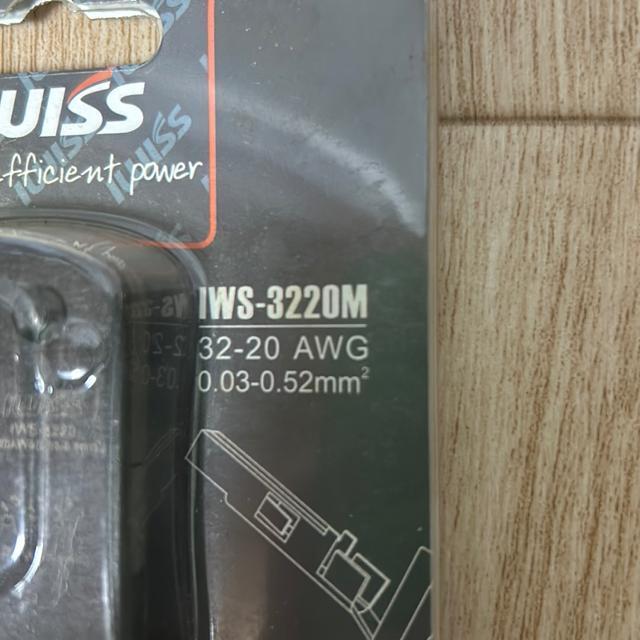 IWISS
efficient power
IWS-3220M
32-20 AWG
0.03-0.52mm²